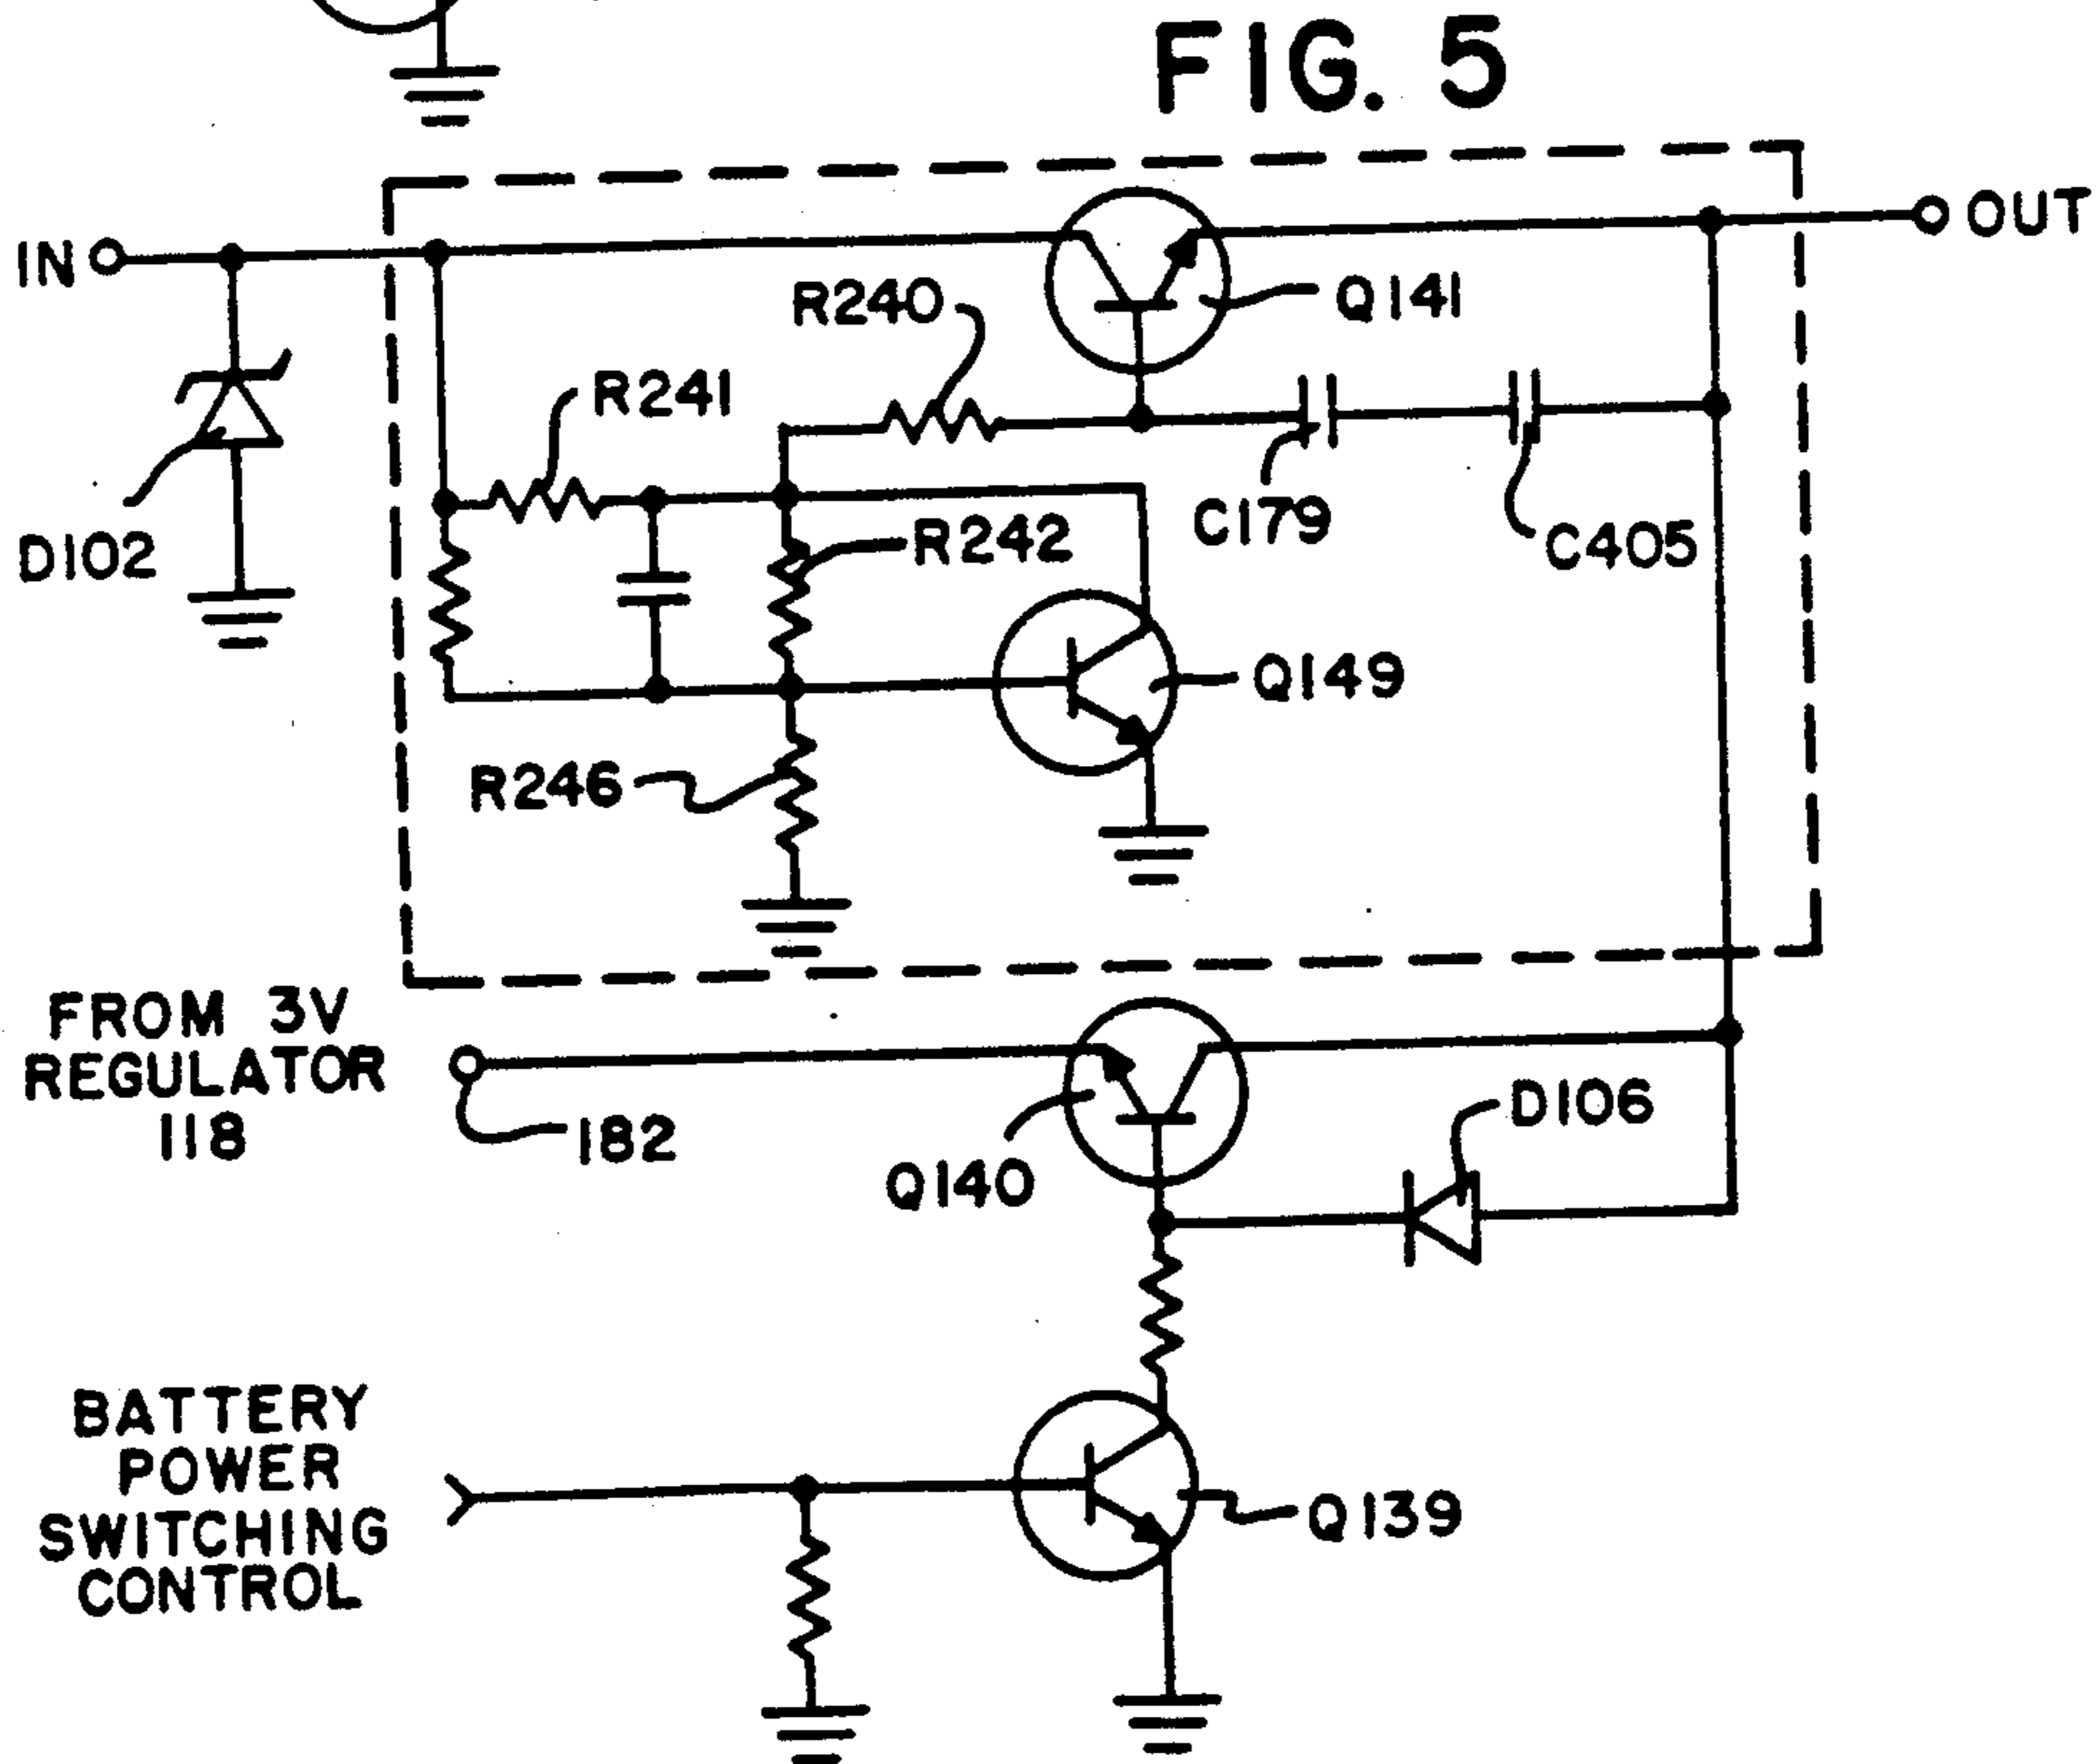 FIG. 5
IN
OUT
R240
Q141
R241
C179
C405
D102
R242
Q149
R246
FROM 3V
REGULATOR
118
182
Q140
D106
BATTERY
POWER
SWITCHING
CONTROL
Q139